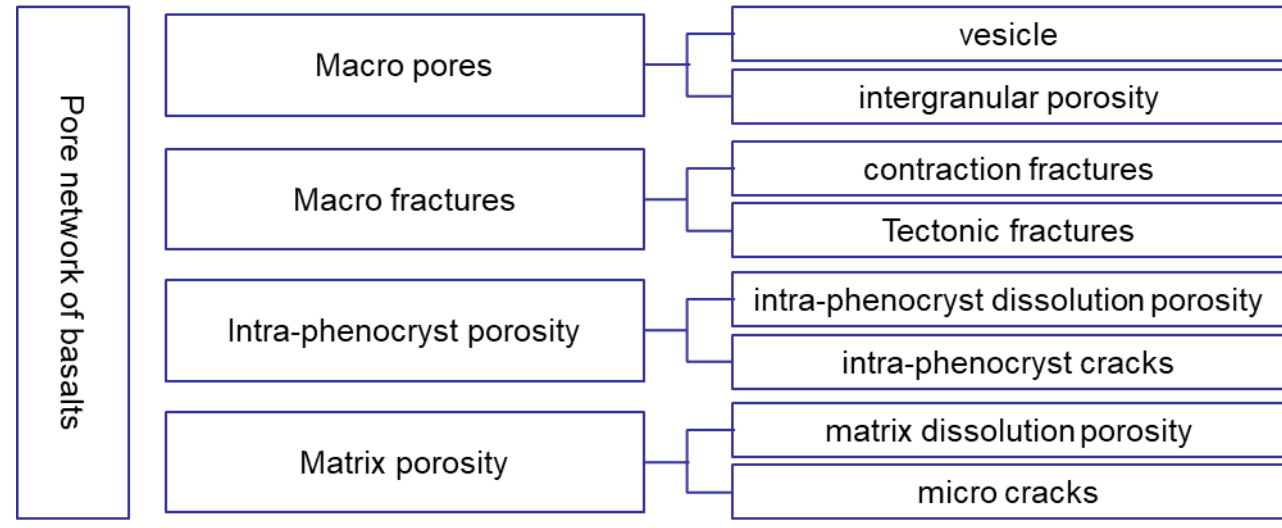 Pore network of basalts
Macro pores
vesicle
intergranular porosity
Macro fractures
contraction fractures
Tectonic fractures
Intra-phenocryst porosity
intra-phenocryst dissolution porosity
intra-phenocryst cracks
Matrix porosity
matrix dissolution porosity
micro cracks